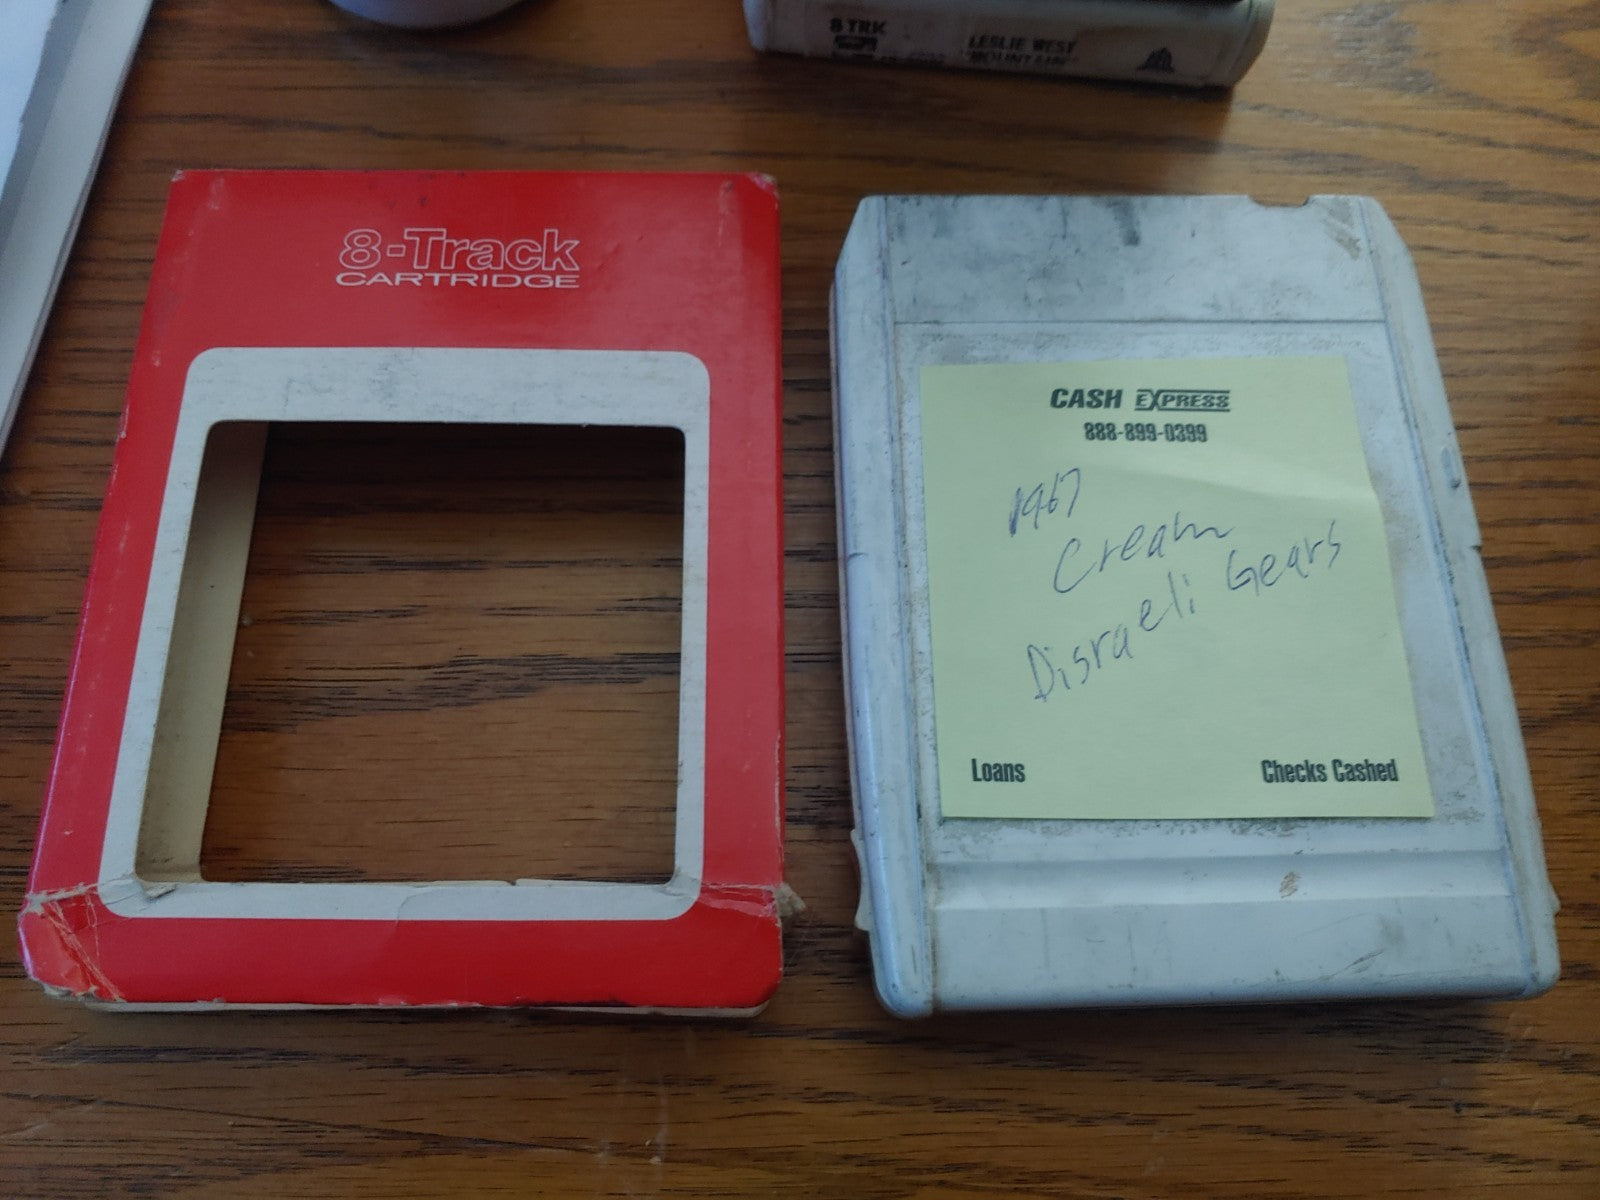 8 TRK
LESLIE WEST
"MOUNTAIN"
8-Track
CARTRIDGE
CASH EXPRESS
888-899-0399
1967
Cream
Disraeli Gears
Loans
Checks Cashed